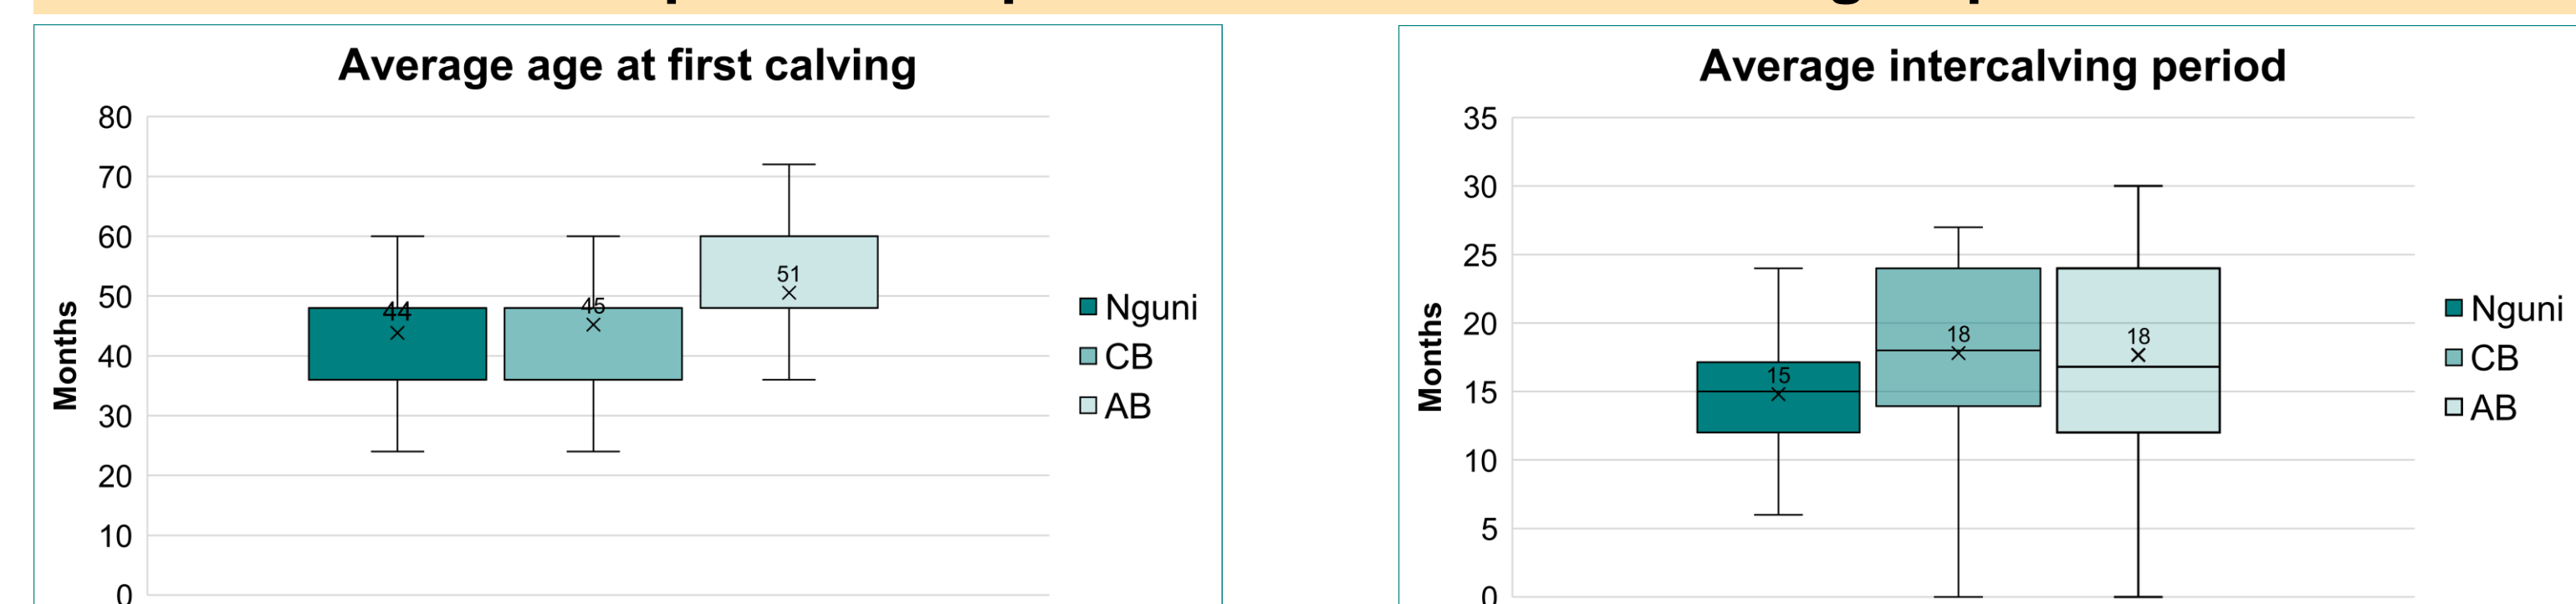 Average age at first calving
80
70
60
50
40
30
20
10
0
Months
44
45
51
Nguni
CB
AB
Average intercalving period
35
30
25
20
15
10
5
0
Months
15
18
18
Nguni
CB
AB